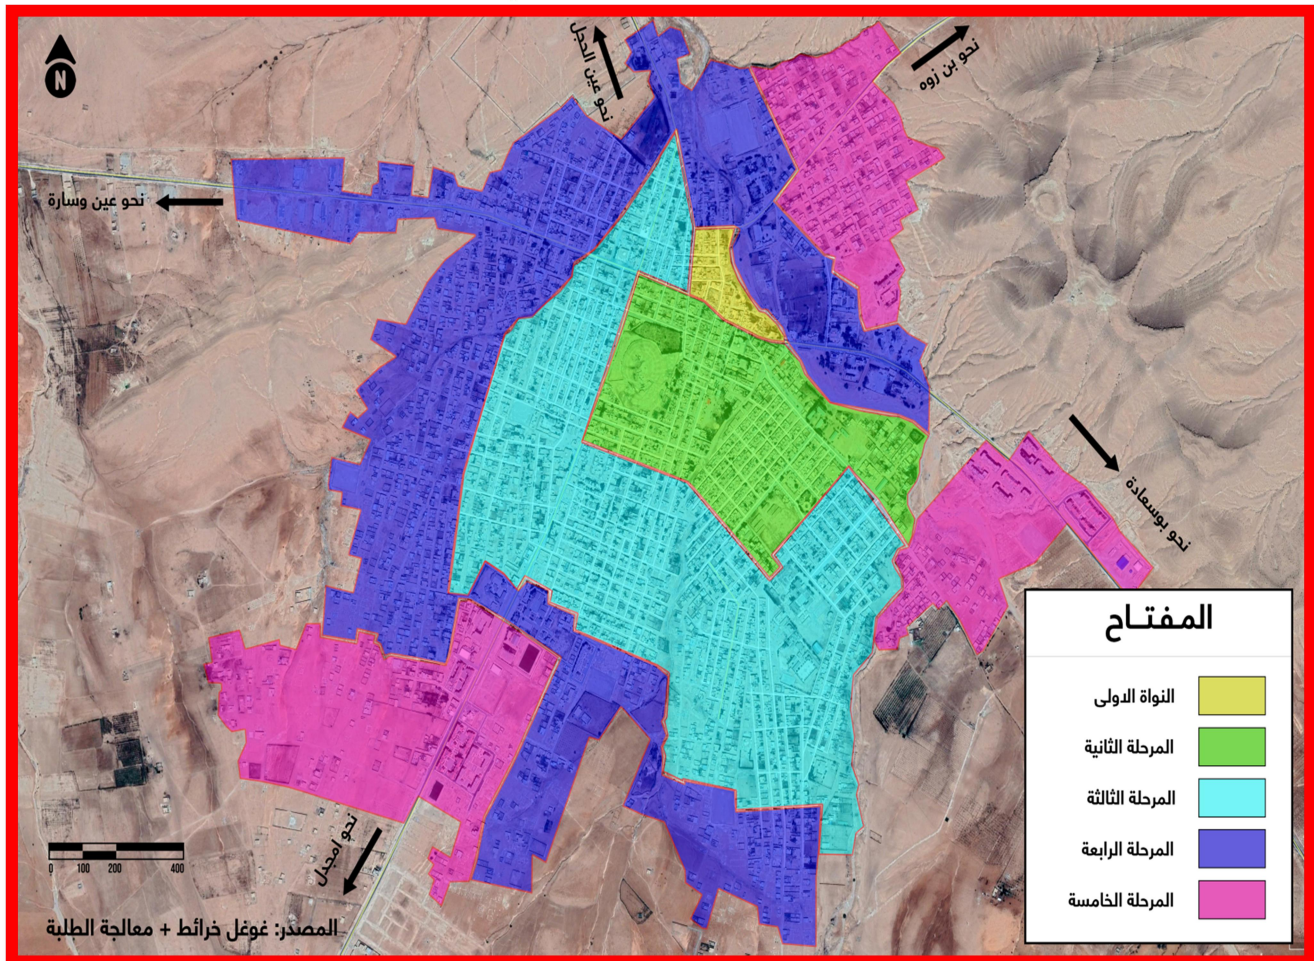 N
نحو عين الحجل
نحو بن زوه
نحو عين وسارة
نحو بوسعادة
نحو امجدل
المفتاح
النواة الاولى
المرحلة الثانية
المرحلة الثالثة
المرحلة الرابعة
المرحلة الخامسة
0 100 200 400
المصدر: غوغل خرائط + معالجة الطلبة